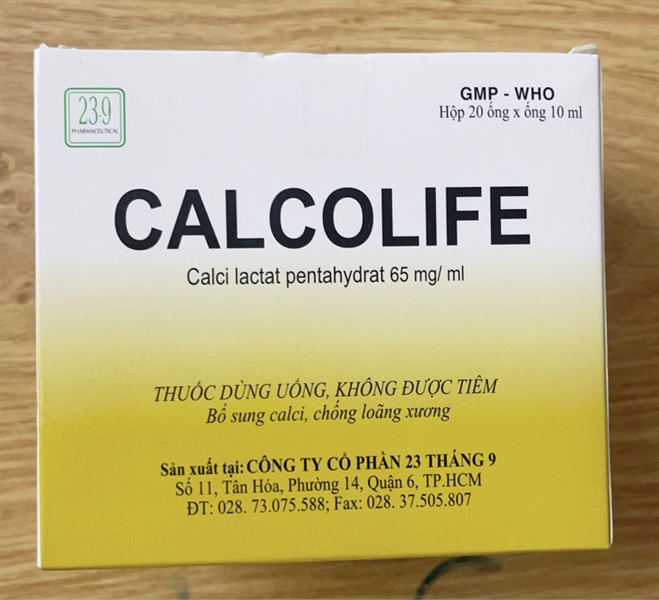 23·9
PHARMACEUTICAL
GMP - WHO
Hộp 20 ống x ống 10 ml
CALCOLIFE
Calci lactat pentahydrat 65 mg/ ml
THUỐC DÙNG UỐNG, KHÔNG ĐƯỢC TIÊM
Bổ sung calci, chống loãng xương
Sản xuất tại: CÔNG TY CỔ PHẦN 23 THÁNG 9
Số 11, Tân Hóa, Phường 14, Quận 6, TP.HCM
ĐT: 028. 73.075.588; Fax: 028. 37.505.807